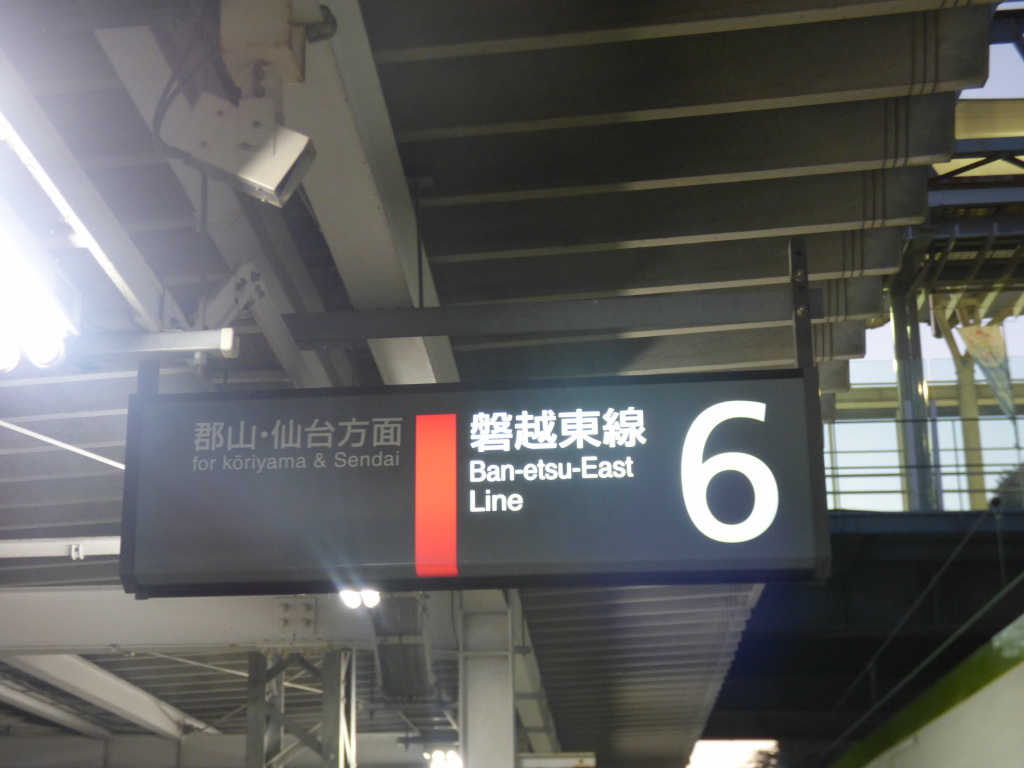 郡山・仙台方面
for kōriyama & Sendai
磐越東線
Ban-etsu-East
Line
6